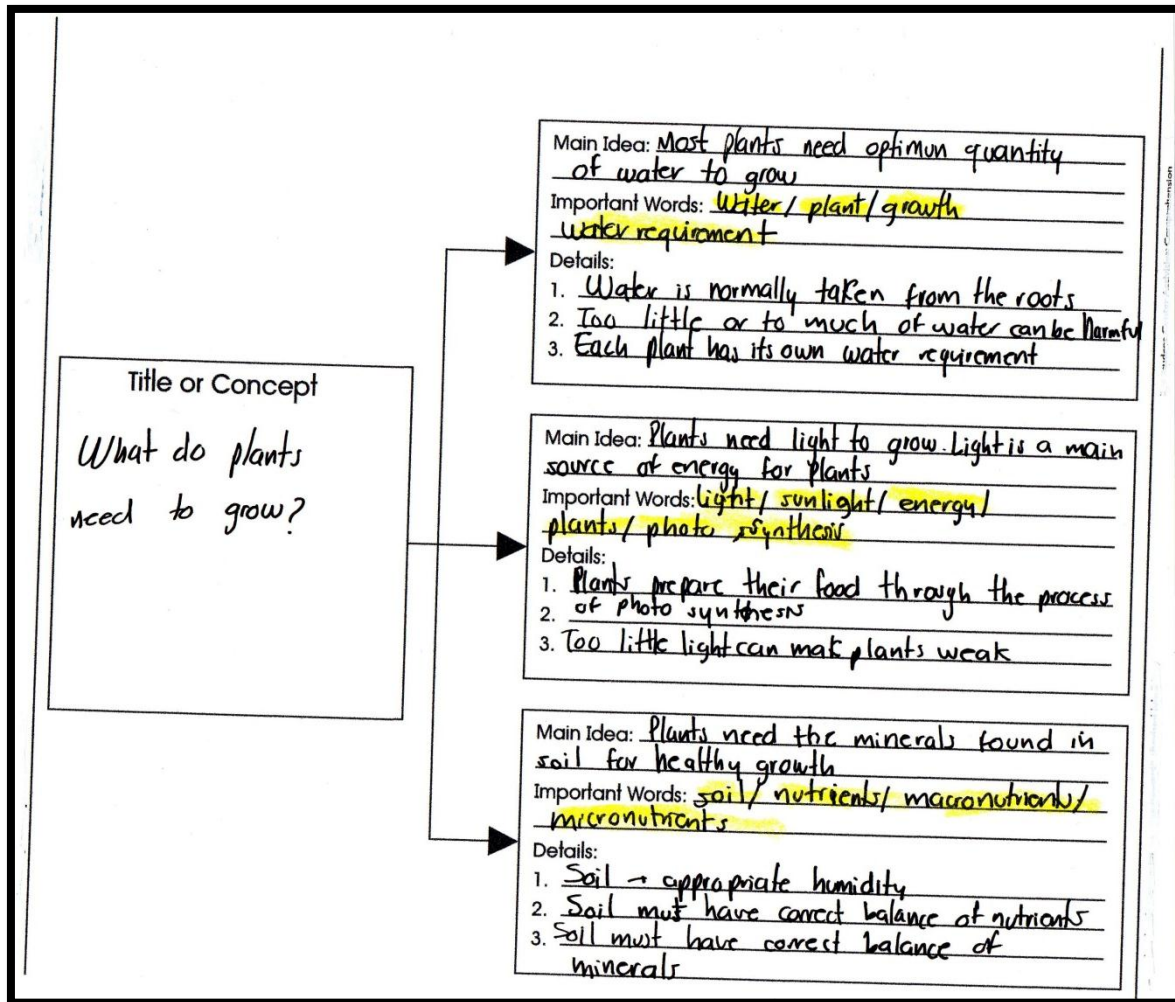 Main Idea: Most plants need optimun quantity
of water to grow
Important Words: Water / plant / growth
water requirement
Details:
1. Water is normally taken from the roots
2. Too little or to much of water can be harmful
3. Each plant has its own water requirement
Title or Concept
What do plants
need to grow?
Main Idea: Plants need light to grow. Light is a main
source of energy for plants
Important Words: light / sunlight / energy /
plants / photo synthesis
Details:
1. Plants prepare their food through the process
2. of photo synthesis
3. Too little light can mak plants weak
Main Idea: Plants need the minerals found in
soil for healthy growth
Important Words: soil / nutrients / macronutrients /
micronutrients
Details:
1. Soil → appropriate humidity
2. Soil must have correct balance of nutrients
3. Soil must have correct balance of
minerals